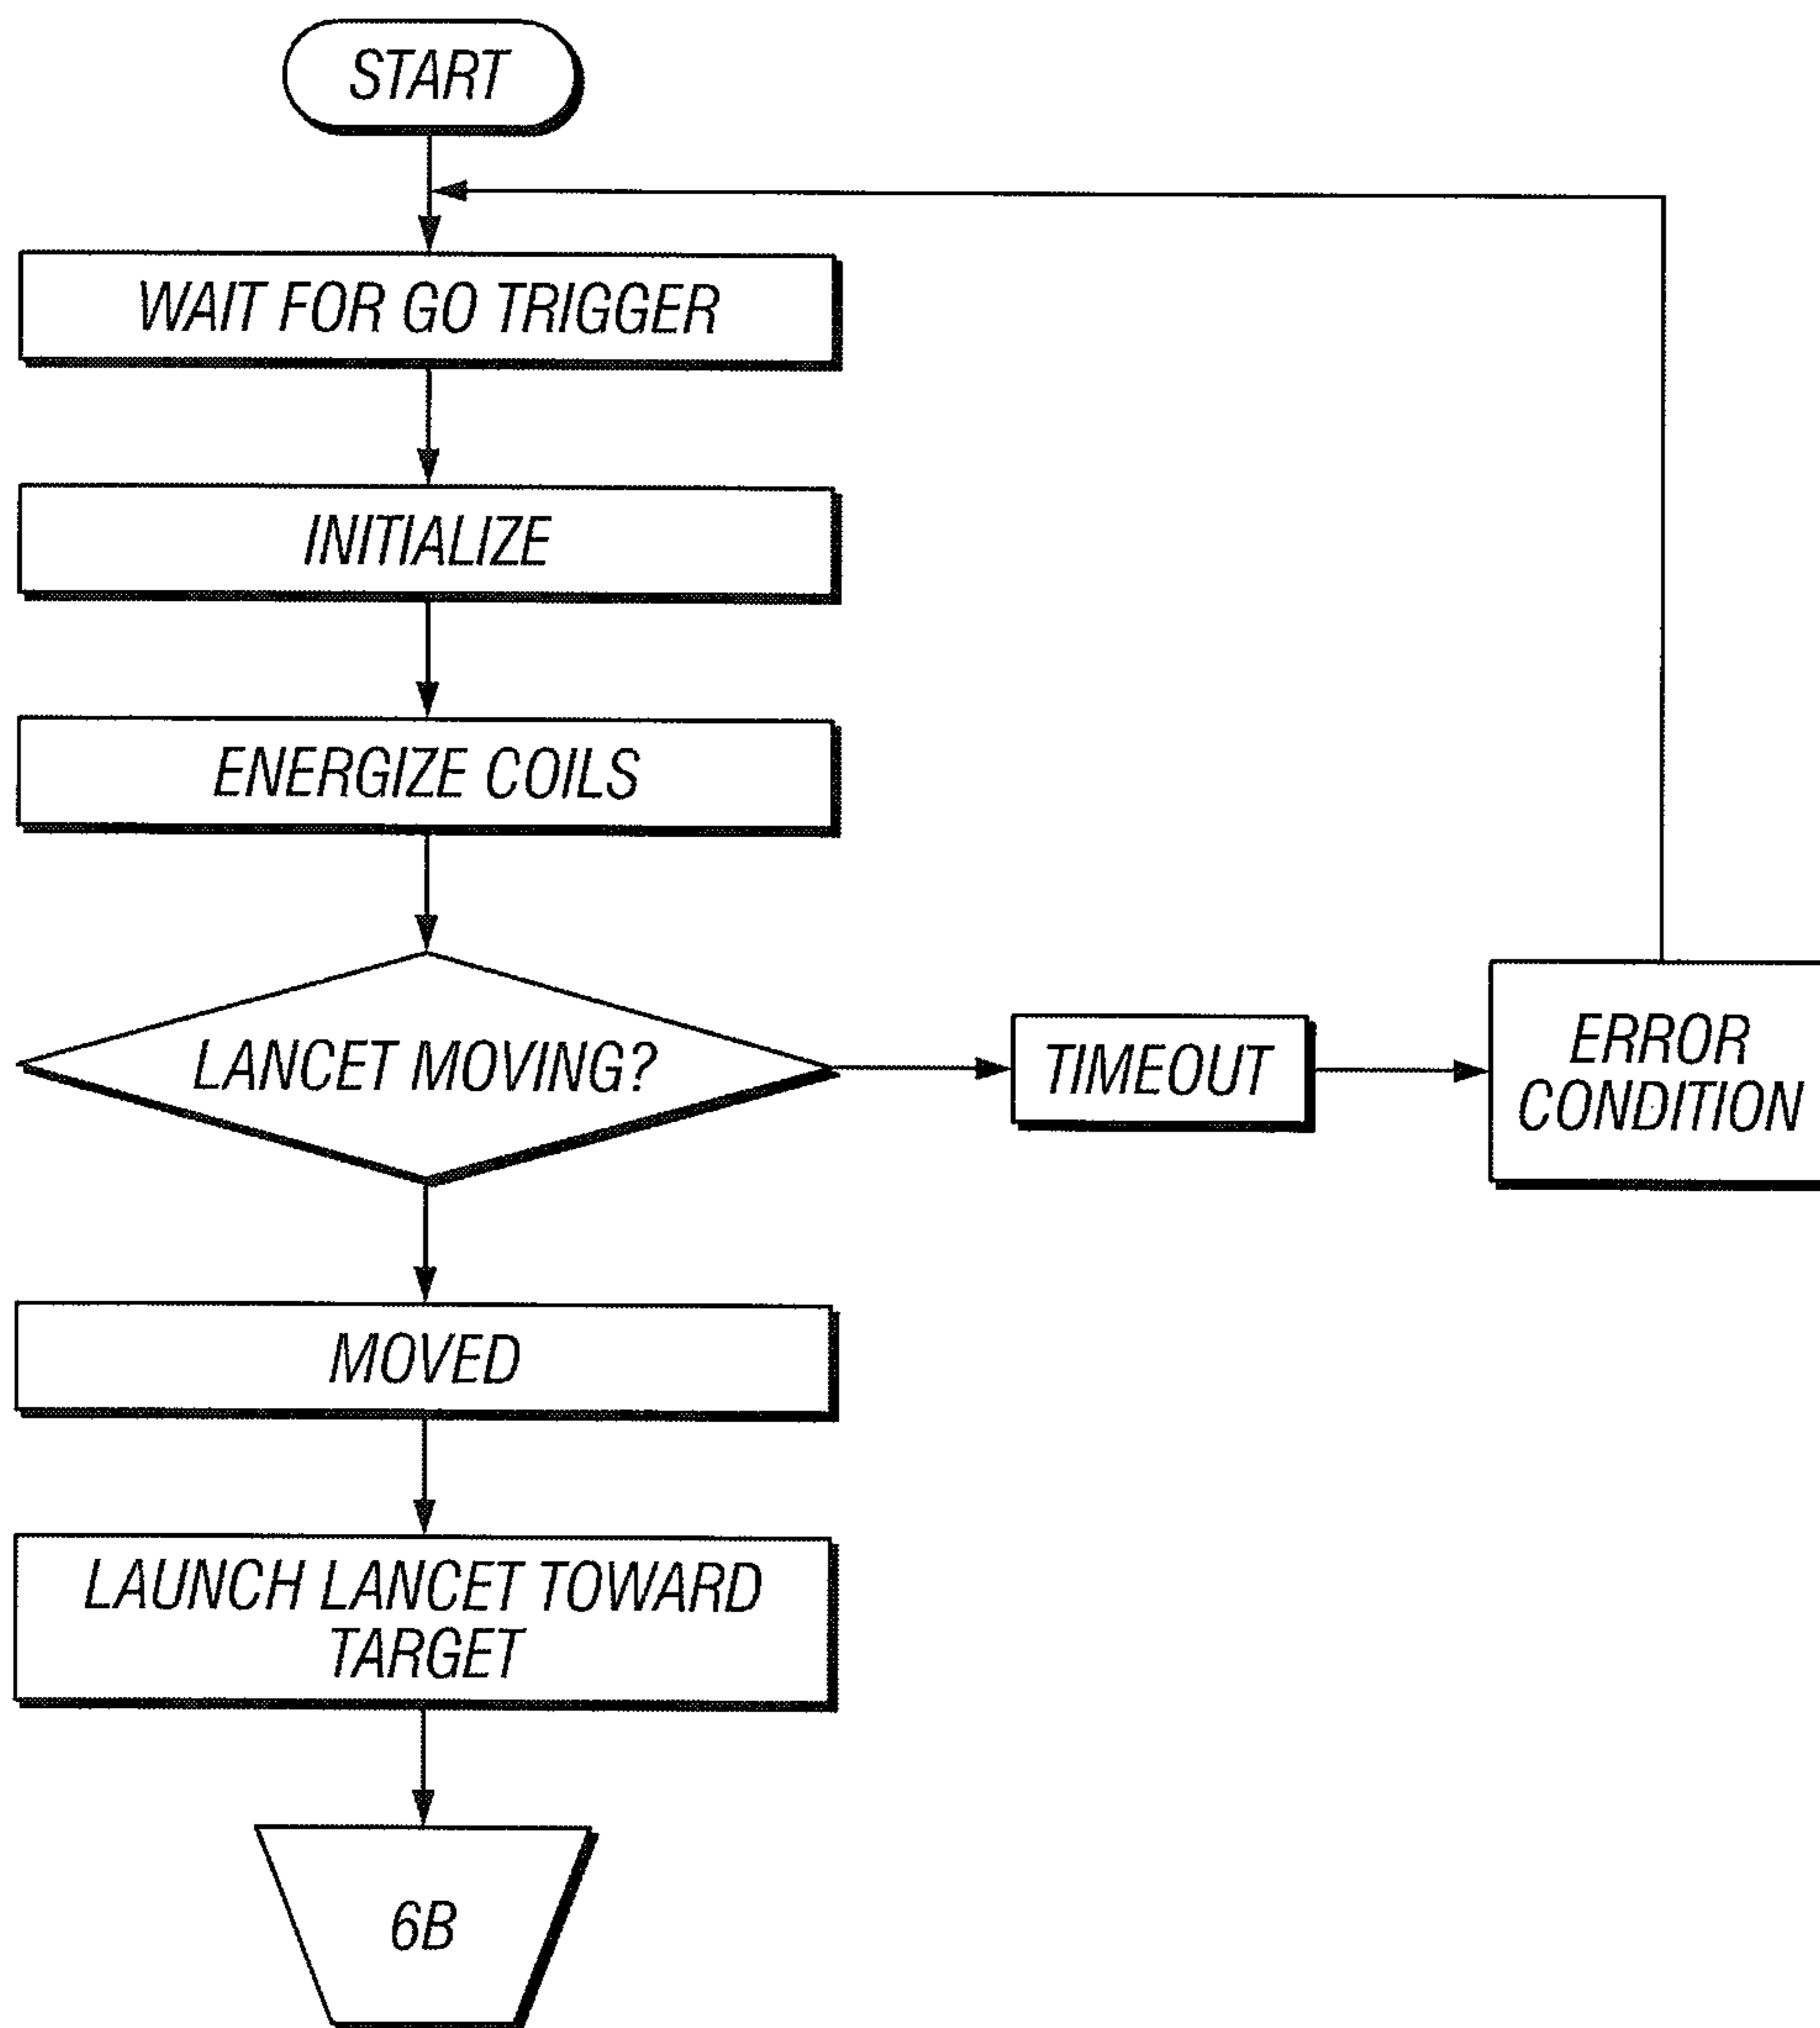 START
WAIT FOR GO TRIGGER
INITIALIZE
ENERGIZE COILS
LANCET MOVING?
TIMEOUT
ERROR
CONDITION
MOVED
LAUNCH LANCET TOWARD
TARGET
6B